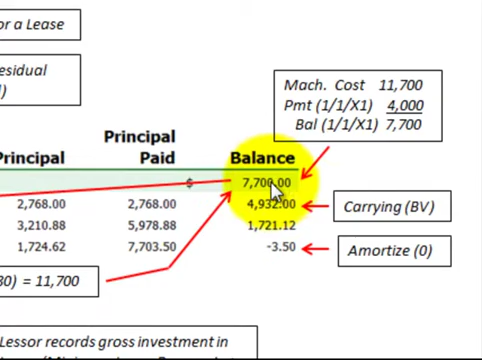 or a Lease
esidual
)
Mach. Cost 11,700
Pmt (1/1/X1) 4,000
Bal (1/1/X1) 7,700
Principal
Principal Paid Balance
$ 7,700.00
2,768.00 2,768.00 4,932.00
Carrying (BV)
3,210.88 5,978.88 1,721.12
1,724.62 7,703.50 -3.50
Amortize (0)
30) = 11,700
Lessor records gross investment in